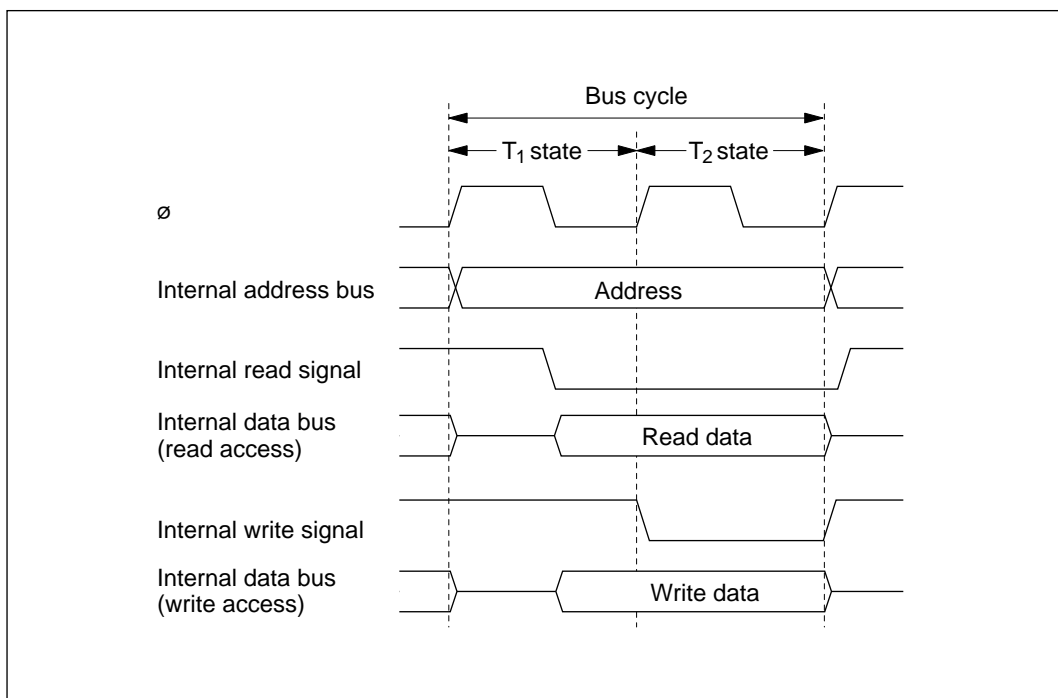 Bus cycle
T1 state
T2 state
ø
Internal address bus
Address
Internal read signal
Internal data bus
(read access)
Read data
Internal write signal
Internal data bus
(write access)
Write data